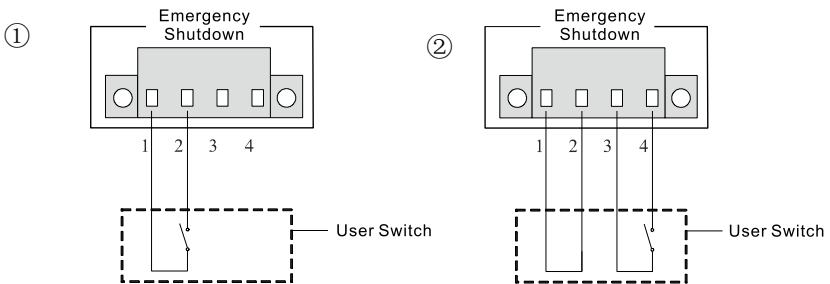 ①
Emergency
Shutdown
1 2 3 4
User Switch
②
Emergency
Shutdown
1 2 3 4
User Switch